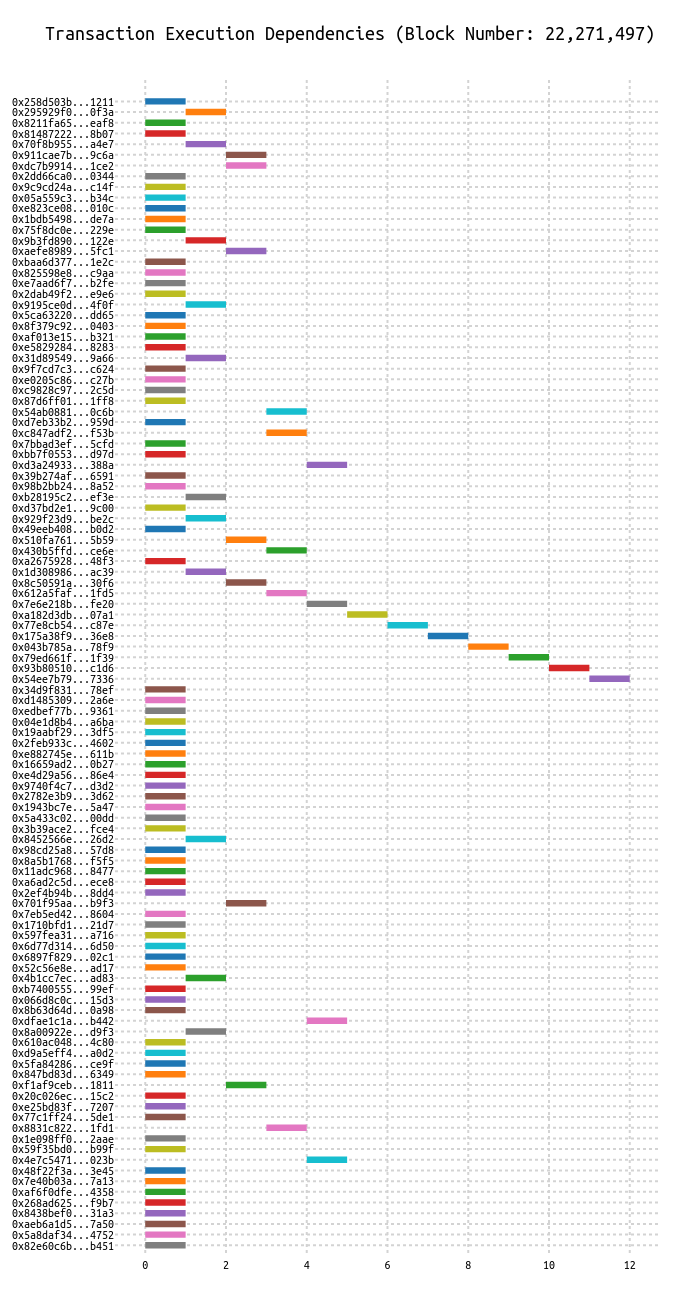 Transaction Execution Dependencies (Block Number: 22,271,497)
0x258d503b...1211
0x295929f0...0f3a
0x8211fa65...eaf8
0x81487222...8b07
0x70f8b955...a4e7
0x911cae7b...9c6a
0xdc7b9914...1ce2
0x2dd66ca0...0344
0x9c9cd24a...c14f
0x05a559c3...b34c
0xe823ce08...010c
0x1bdb5498...de7a
0x75f8dc0e...229e
0x9b3fd890...122e
0xaefe8989...5fc1
0xbaa6d377...1e2c
0x825598e8...c9aa
0xe7aad6f7...b2fe
0x2dab49f2...e9e6
0x9195ce0d...4f0f
0x5ca63220...dd65
0x8f379c92...0403
0xaf013e15...b321
0xe5829284...8283
0x31d89549...9a66
0x9f7cd7c3...c624
0xe0205c86...c27b
0xc9828c97...2c5d
0x87d6ff01...1ff8
0x54ab0881...0c6b
0xd7eb33b2...959d
0xc847adf2...f53b
0x7bbad3ef...5cfd
0xbb7f0553...d97d
0xd3a24933...388a
0x39b274af...6591
0x98b2bb24...8a52
0xb28195c2...ef3e
0xd37bd2e1...9c00
0x929f23d9...be2c
0x49eeb408...b0d2
0x510fa761...5b59
0x430b5ffd...ce6e
0xa2675928...48f3
0x1d308986...ac39
0x8c50591a...30f6
0x612a5faf...1fd5
0x7e6e218b...fe20
0xa182d3db...07a1
0x77e8cb54...c87e
0x175a38f9...36e8
0x043b785a...78f9
0x79ed661f...1f39
0x93b80510...c1d6
0x54ee7b79...7336
0x34d9f831...78ef
0xd1485309...2a6e
0xedbef77b...9361
0x04e1d8b4...a6ba
0x19aabf29...3df5
0x2feb933c...4602
0xe882745e...611b
0x16659ad2...0b27
0xe4d29a56...86e4
0x9740f4c7...d3d2
0x2782e3b9...3d62
0x1943bc7e...5a47
0x5a433c02...00dd
0x3b39ace2...fce4
0x8452566e...26d2
0x98cd25a8...57d8
0x8a5b1768...f5f5
0x11adc968...8477
0xa6ad2c5d...ece8
0x2ef4b94b...8dd4
0x701f95aa...b9f3
0x7eb5ed42...8604
0x1710bfd1...21d7
0x597fea31...a716
0x6d77d314...6d50
0x6897f829...02c1
0x52c56e8e...ad17
0x4b1cc7ec...ad83
0xb7400555...99ef
0x066d8c0c...15d3
0x8b63d64d...0a98
0xdfae1c1a...b442
0x8a00922e...d9f3
0x610ac048...4c80
0xd9a5eff4...a0d2
0x5fa84286...ce9f
0x847bd83d...6349
0xf1af9ceb...1811
0x20c026ec...15c2
0xe25bd83f...7207
0x77c1ff24...5de1
0x8831c822...1fd1
0x1e098ff0...2aae
0x59f35bd0...b99f
0x4e7c5471...023b
0x48f22f3a...3e45
0x7e40b03a...7a13
0xaf6f0dfe...4358
0x268ad625...f9b7
0x8438bef0...31a3
0xaeb6a1d5...7a50
0x5a8daf34...4752
0x82e60c6b...b451
0 2 4 6 8 10 12